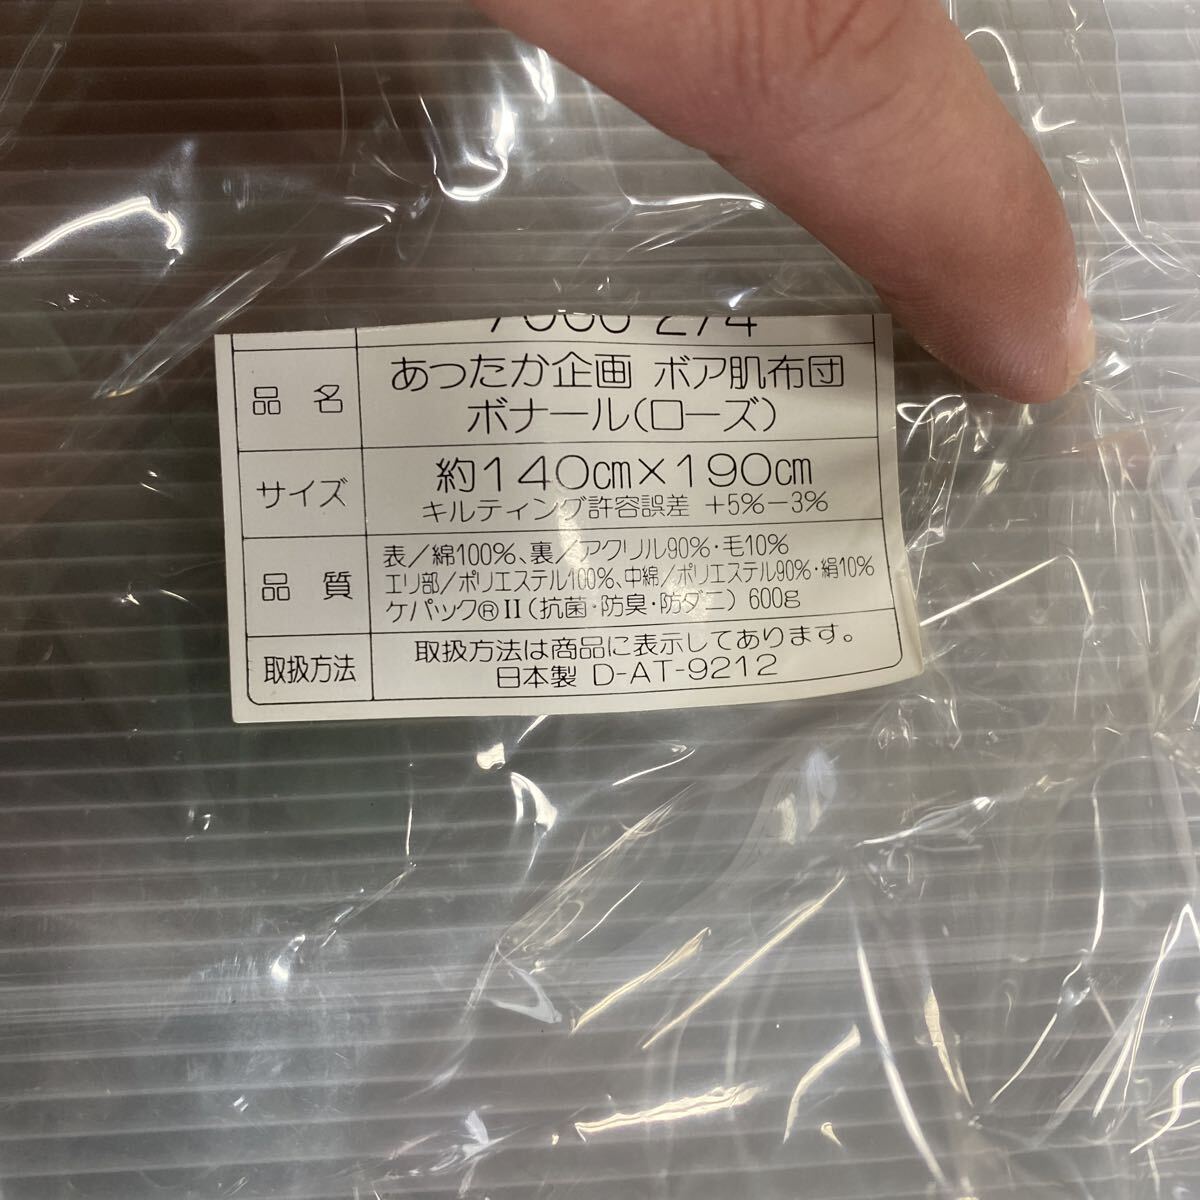 品名
あったか企画 ボア肌布団
ボナール(ローズ)
サイズ
約140cm×190cm
キルティング許容誤差 +5%-3%
品質
表/綿100%、裏/アクリル90%・毛10%
エリ部/ポリエステル100%、中綿/ポリエステル90%・絹10%
ケパック®II(抗菌・防臭・防ダニ) 600g
取扱方法
取扱方法は商品に表示してあります。
日本製 D-AT-9212